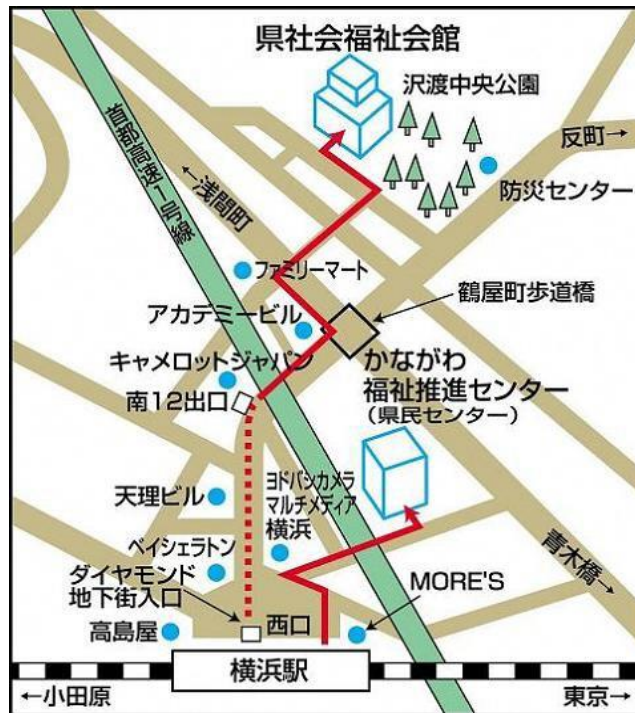 県社会福祉会館
沢渡中央公園
反町→
首都高速1号線
←浅間町
防災センター
ファミリーマート
鶴屋町歩道橋
アカデミービル
キャメロットジャパン
かながわ
福祉推進センター
(県民センター)
南12出口
天理ビル
ヨドバシカメラ
マルチメディア
横浜
青木橋→
ベイシェラトン
ダイヤモンド
地下街入口
MORE'S
高島屋
西口
横浜駅
←小田原
東京→